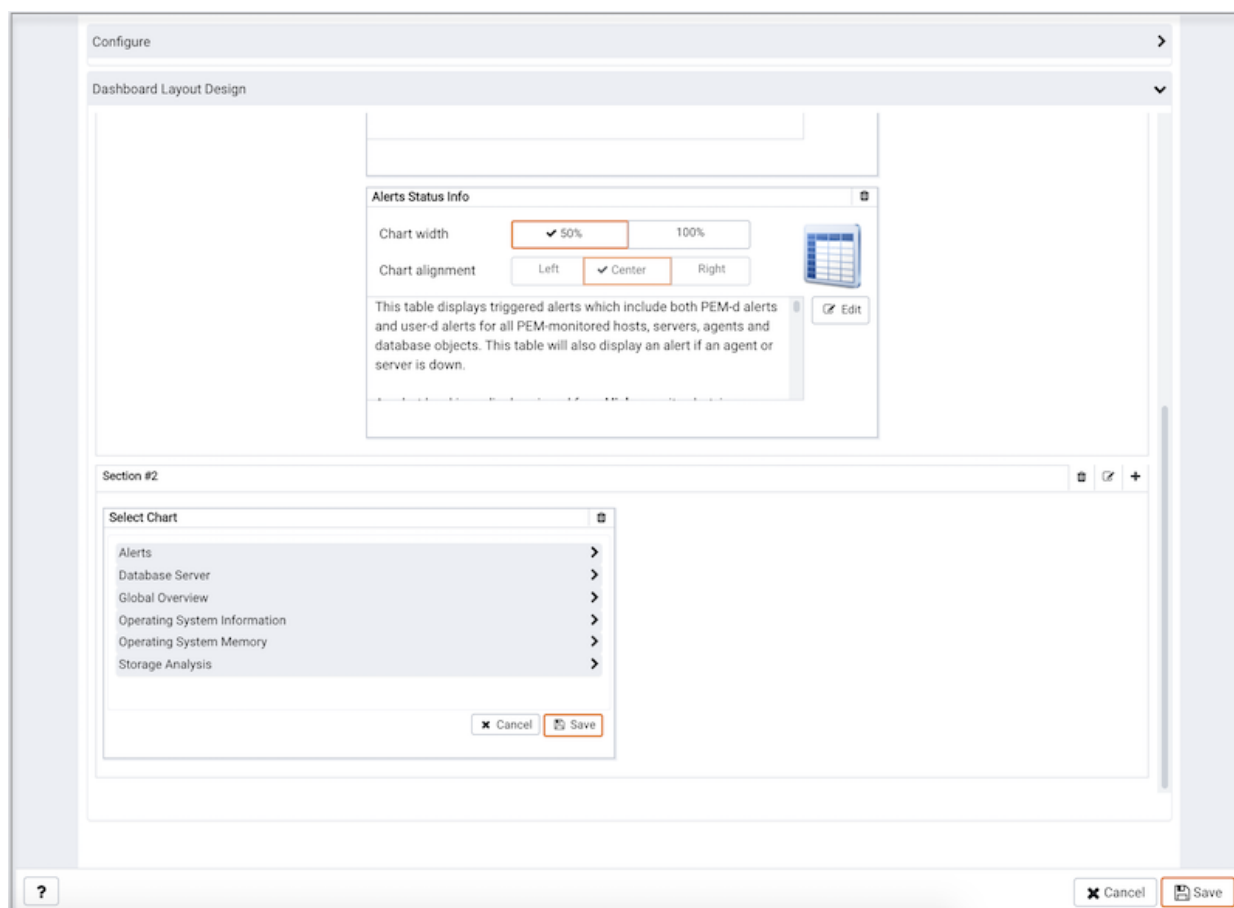 Configure
Dashboard Layout Design
Alerts Status Info
Chart width 50% 100%
Chart alignment Left Center Right
This table displays triggered alerts which include both PEM-d alerts
and user-d alerts for all PEM-monitored hosts, servers, agents and
database objects. This table will also display an alert if an agent or
server is down.
Edit
Section #2
Select Chart
Alerts
Database Server
Global Overview
Operating System Information
Operating System Memory
Storage Analysis
Cancel Save
? Cancel Save